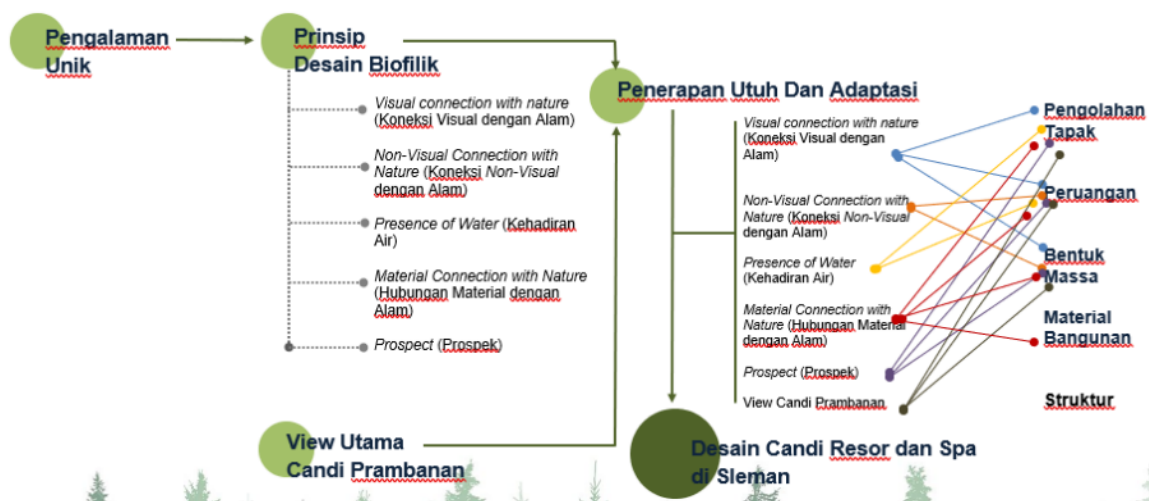 Pengalaman
Unik
Prinsip
Desain Biofilik
Visual connection with nature
(Koneksi Visual dengan Alam)
Non-Visual Connection with
Nature (Koneksi Non-Visual
dengan Alam)
Presence of Water (Kehadiran
Air)
Material Connection with Nature
(Hubungan Material dengan
Alam)
Prospect (Prospek)
View Utama
Candi Prambanan
Penerapan Utuh Dan Adaptasi
Visual connection with nature
(Koneksi Visual dengan
Alam)
Non-Visual Connection with
Nature (Koneksi Non-Visual
dengan Alam)
Presence of Water
(Kehadiran Air)
Material Connection with
Nature (Hubungan Material
dengan Alam)
Prospect (Prospek)
View Candi Prambanan
Pengolahan
Tapak
Peruangan
Bentuk
Massa
Material
Bangunan
Struktur
Desain Candi Resor dan Spa
di Sleman